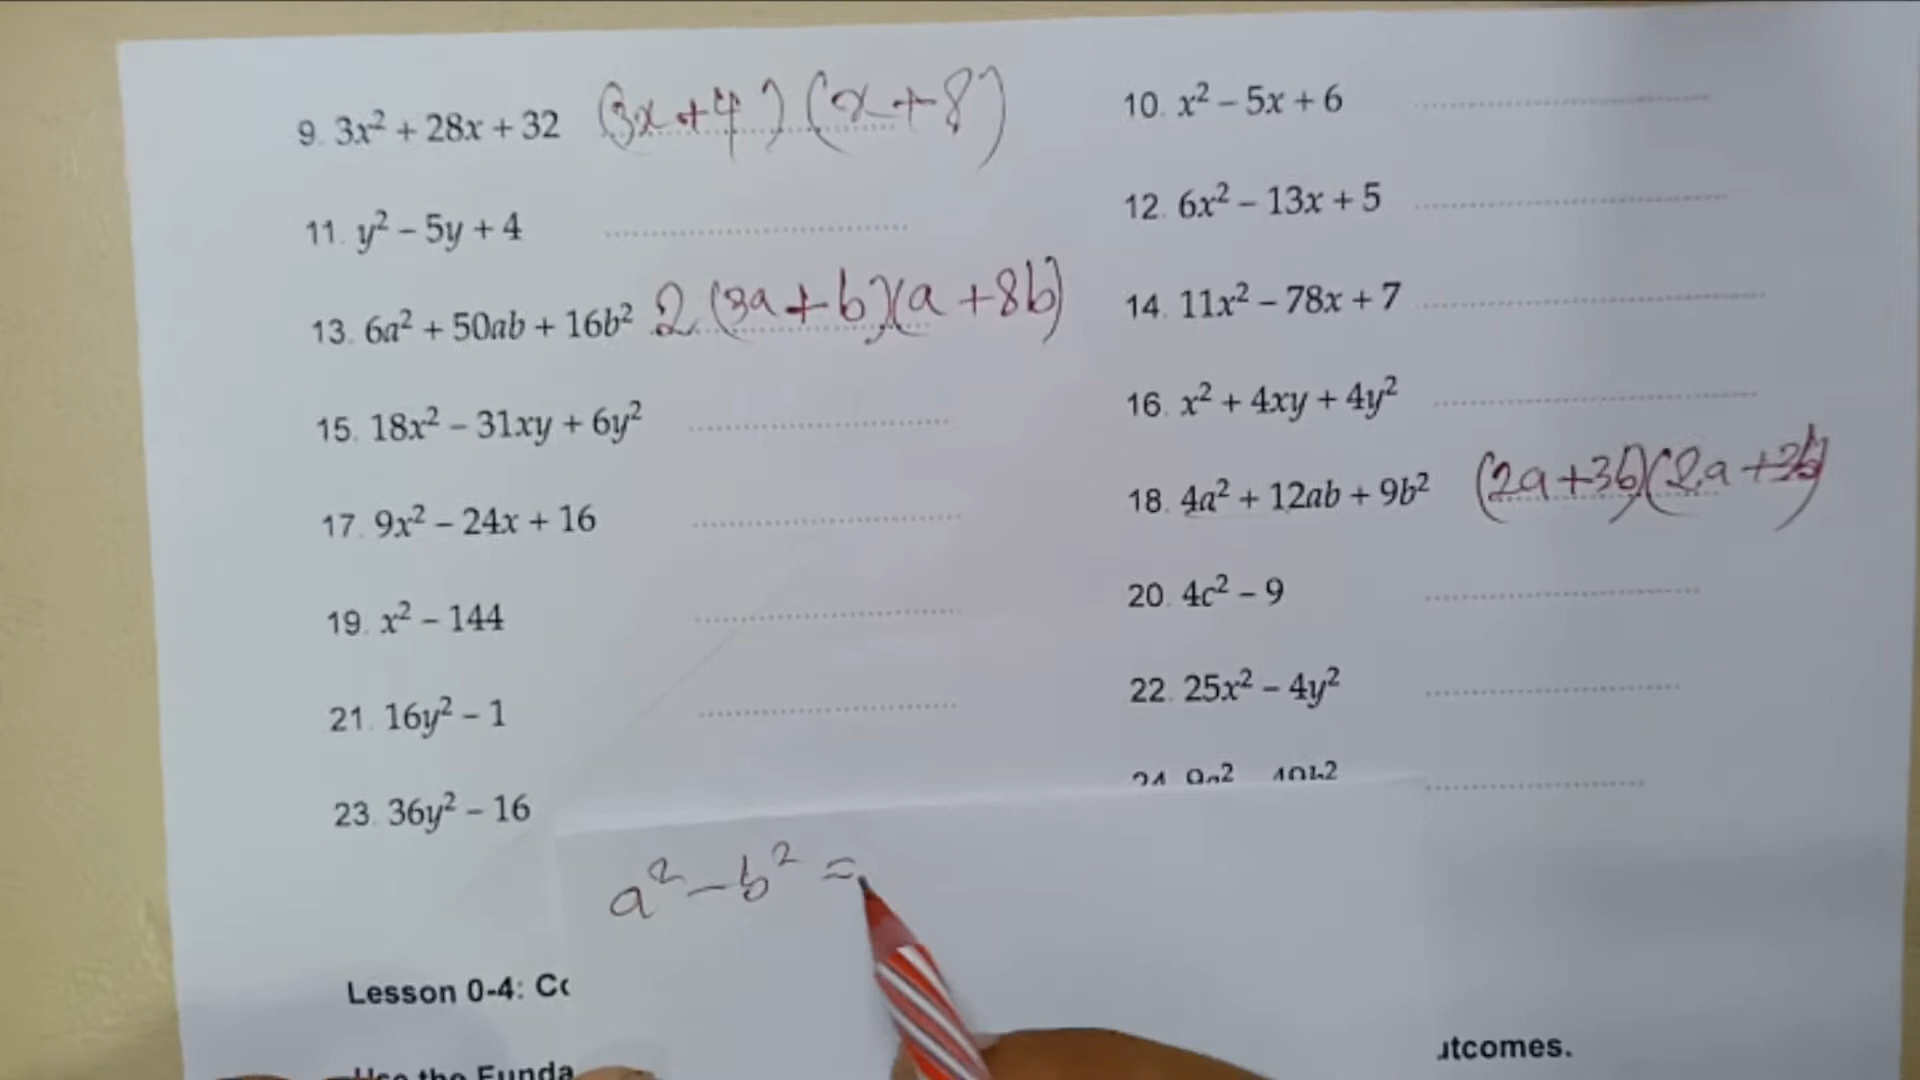 9. 3x² + 28x + 32 (3x+4)(x+8)
10. x² – 5x + 6
11. y² – 5y + 4
12. 6x² – 13x + 5
13. 6a² + 50ab + 16b² 2(3a+b)(a+8b)
14. 11x² – 78x + 7
15. 18x² – 31xy + 6y²
16. x² + 4xy + 4y²
17. 9x² – 24x + 16
18. 4a² + 12ab + 9b² (2a+3b)(2a+3b)
19. x² – 144
20. 4c² – 9
21. 16y² – 1
22. 25x² – 4y²
23. 36y² – 16
a² – b² =
Lesson 0-4:
the